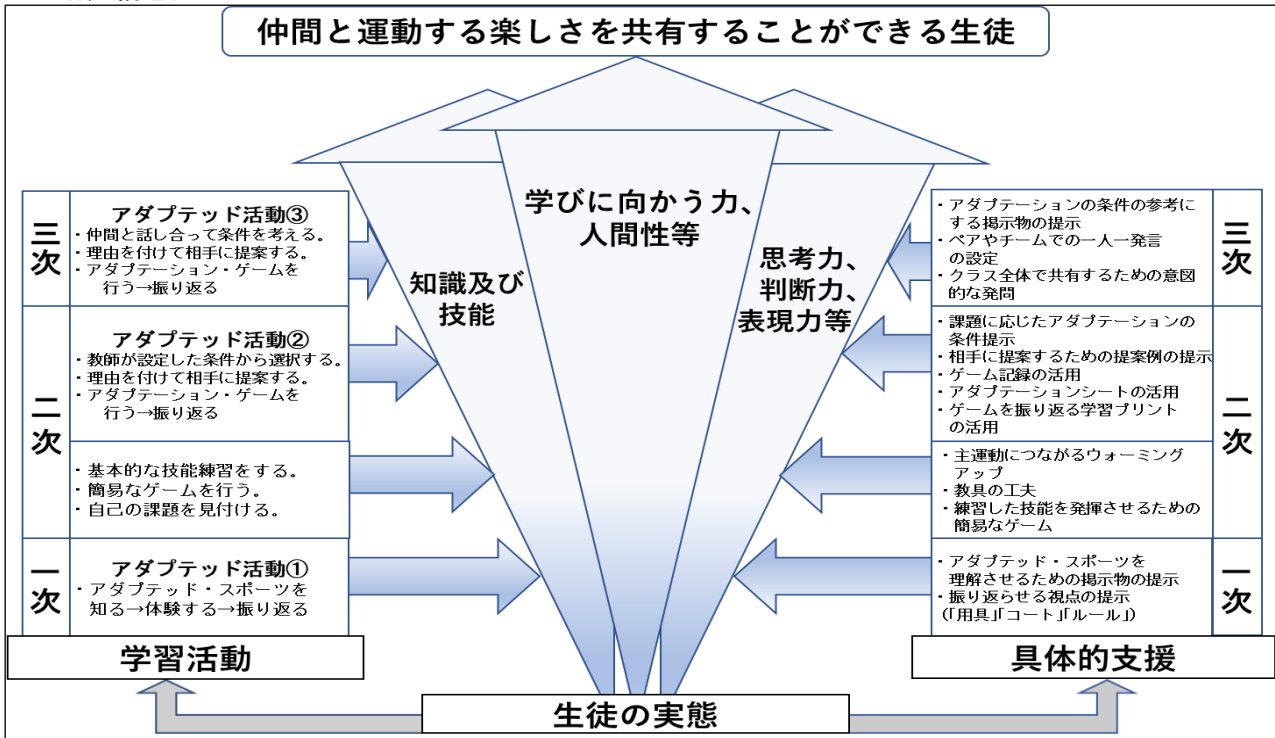 仲間と運動する楽しさを共有することができる生徒
学びに向かう力、
人間性等
知識及び
技能
思考力、
判断力、
表現力等
三次
アダプテッド活動③
・仲間と話し合って条件を考える。
・理由を付けて相手に提案する。
・アダプテーション・ゲームを
行う→振り返る
二次
アダプテッド活動②
・教師が設定した条件から選択する。
・理由を付けて相手に提案する。
・アダプテーション・ゲームを
行う→振り返る
・基本的な技能練習をする。
・簡易なゲームを行う。
・自己の課題を見付ける。
一次
アダプテッド活動①
・アダプテッド・スポーツを
知る→体験する→振り返る
学習活動
・アダプテーションの条件の参考に
する掲示物の提示
・ペアやチームでの一人一発言
の設定
・クラス全体で共有するための意図
的な発問
三次
・課題に応じたアダプテーションの
条件提示
・相手に提案するための提案例の提示
・ゲーム記録の活用
・アダプテーションシートの活用
・ゲームを振り返る学習プリント
の活用
二次
・主運動につながるウォーミング
アップ
・教具の工夫
・練習した技能を発揮させるための
簡易なゲーム
・アダプテッド・スポーツを
理解させるための掲示物の提示
・振り返らせる視点の提示
(「用具」「コート」「ルール」)
一次
具体的支援
生徒の実態